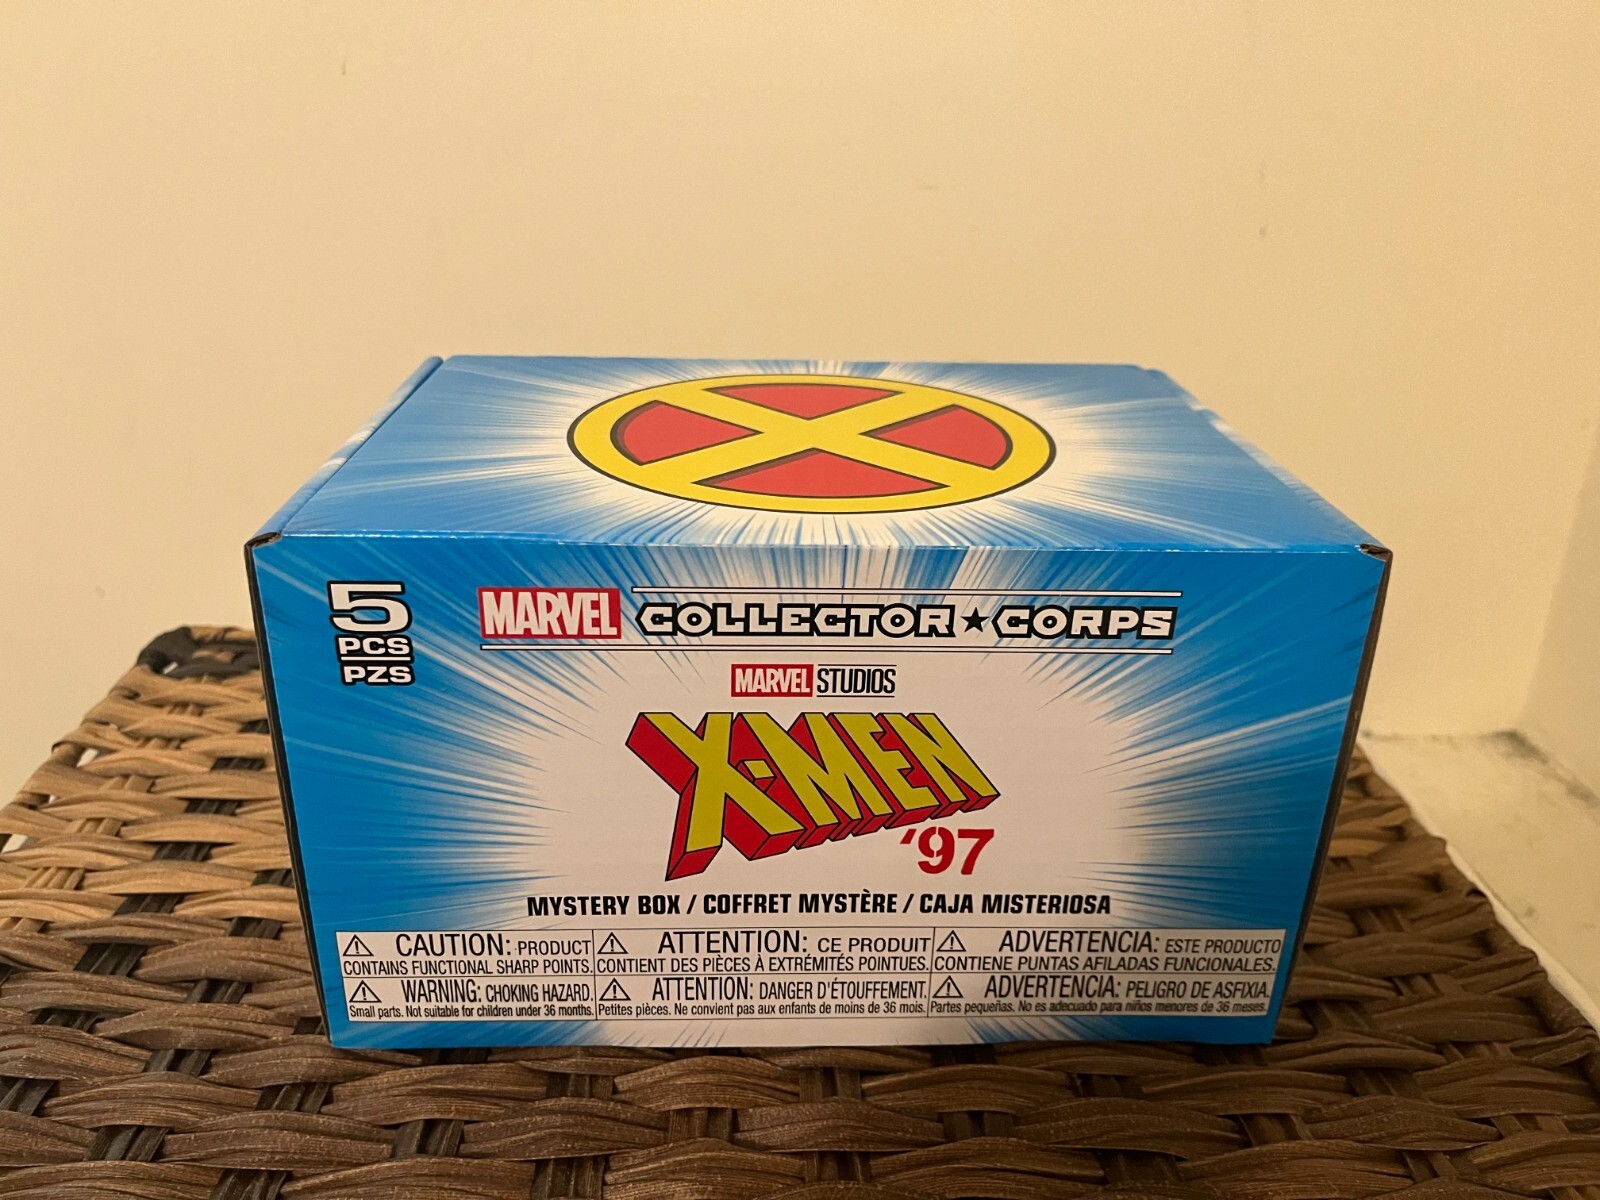 5
PCS
PZS
MARVEL COLLECTOR★CORPS
MARVEL STUDIOS
X-MEN
'97
MYSTERY BOX / COFFRET MYSTÈRE / CAJA MISTERIOSA
CAUTION: PRODUCT
CONTAINS FUNCTIONAL SHARP POINTS.
WARNING: CHOKING HAZARD.
Small parts. Not suitable for children under 36 months.
ATTENTION: CE PRODUIT
CONTIENT DES PIÈCES À EXTRÉMITÉS POINTUES.
ATTENTION: DANGER D'ÉTOUFFEMENT.
Petites pièces. Ne convient pas aux enfants de moins de 36 mois.
ADVERTENCIA: ESTE PRODUCTO
CONTIENE PUNTAS AFILADAS FUNCIONALES.
ADVERTENCIA: PELIGRO DE ASFIXIA.
Partes pequeñas. No es adecuado para niños menores de 36 meses.